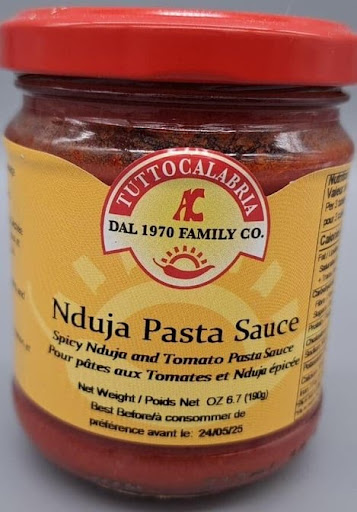 TUTTOCALABRIA
AC
DAL 1970 FAMILY CO.
Nduja Pasta Sauce
Spicy Nduja and Tomato Pasta Sauce
Pour pâtes aux Tomates et Nduja épicée
Net Weight / Poids Net OZ 6.7 (190g)
Best Before/à consommer de
préférence avant le: 24/05/25